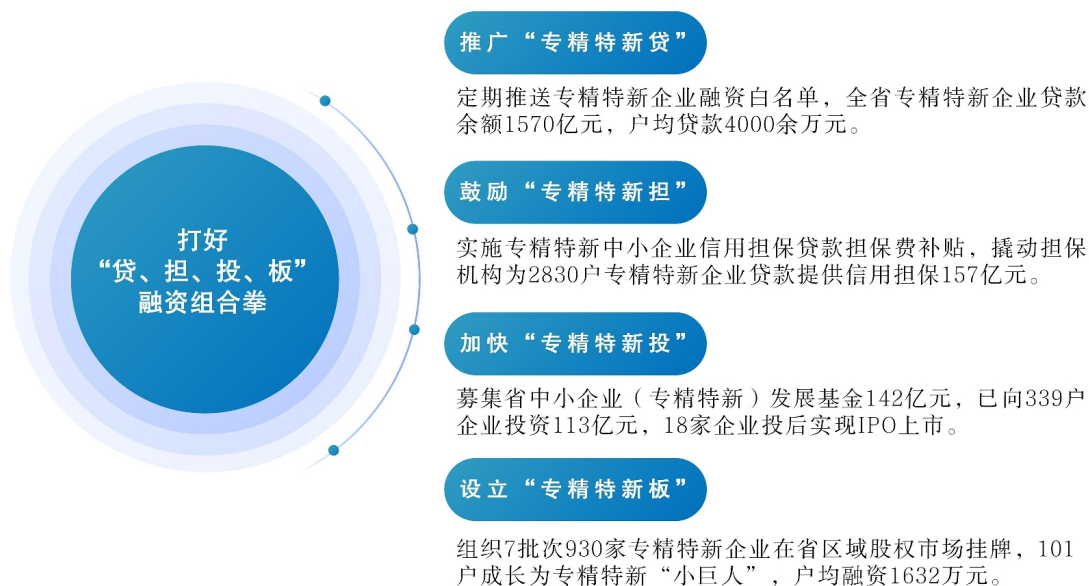 打好
“贷、担、投、板”
融资组合拳
推广“专精特新贷”
定期推送专精特新企业融资白名单，全省专精特新企业贷款
余额1570亿元，户均贷款4000余万元。
鼓励“专精特新担”
实施专精特新中小企业信用担保贷款担保费补贴，撬动担保
机构为2830户专精特新企业贷款提供信用担保157亿元。
加快“专精特新投”
募集省中小企业（专精特新）发展基金142亿元，已向339户
企业投资113亿元，18家企业投后实现IPO上市。
设立“专精特新板”
组织7批次930家专精特新企业在省区域股权市场挂牌，101
户成长为专精特新“小巨人”，户均融资1632万元。